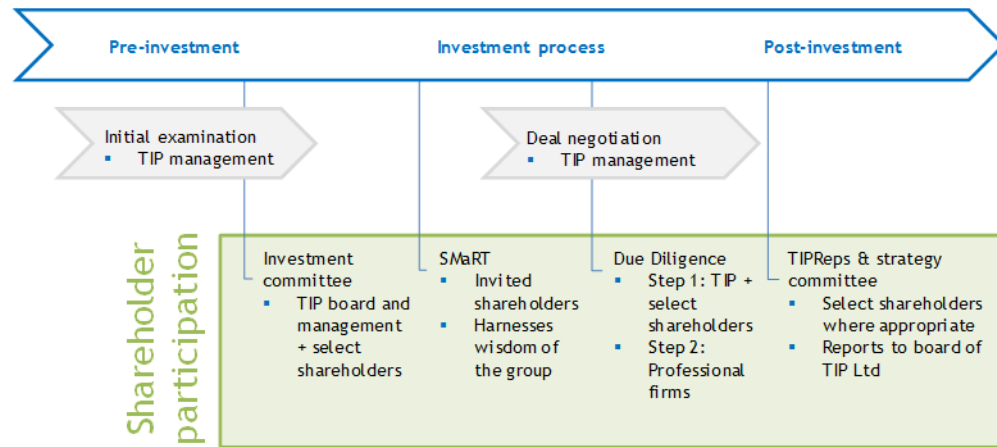 Pre-investment
Investment process
Post-investment
Initial examination
▪ TIP management
Deal negotiation
▪ TIP management
Shareholder
participation
Investment
committee
▪ TIP board and
management
+ select
shareholders
SMaRT
▪ Invited
shareholders
▪ Harnesses
wisdom of
the group
Due Diligence
▪ Step 1: TIP +
select
shareholders
▪ Step 2:
Professional
firms
TIPReps & strategy
committee
▪ Select shareholders
where appropriate
▪ Reports to board of
TIP Ltd